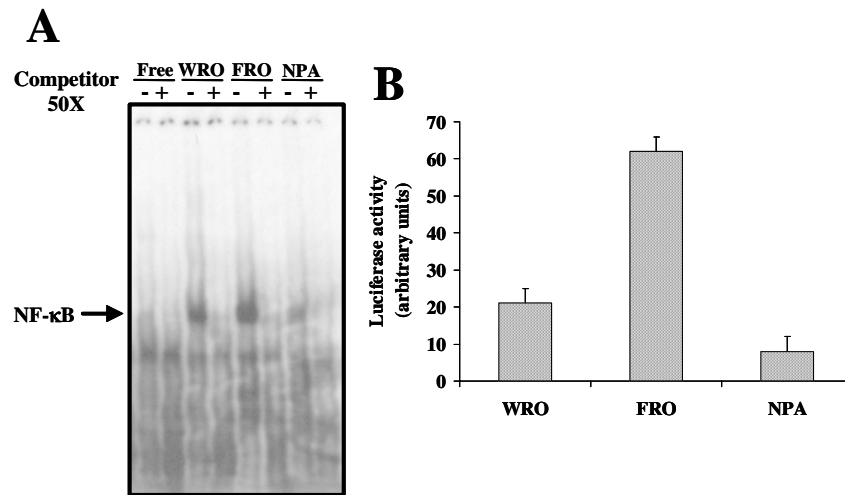 A
Free WRO FRO NPA
Competitor
50X
- + - + - + - +
NF-κB
B
Luciferase activity
(arbitrary units)
70
60
50
40
30
20
10
0
WRO FRO NPA